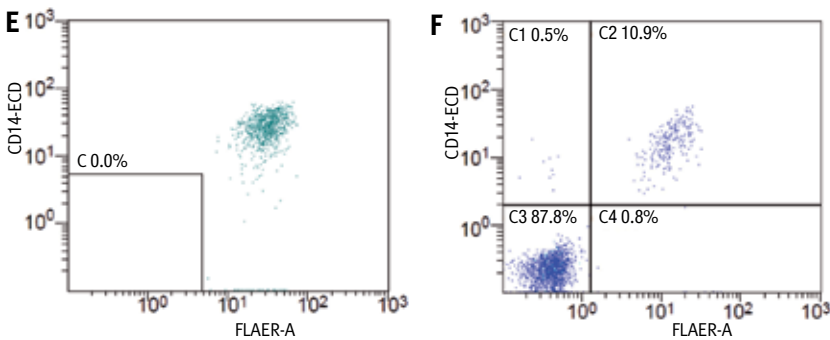 E
10³
10²
10¹
10⁰
CD14-ECD
C 0.0%
10⁰ 10¹ 10² 10³
FLAER-A
F
10³
10²
10¹
10⁰
CD14-ECD
C1 0.5% C2 10.9%
C3 87.8% C4 0.8%
10⁰ 10¹ 10² 10³
FLAER-A